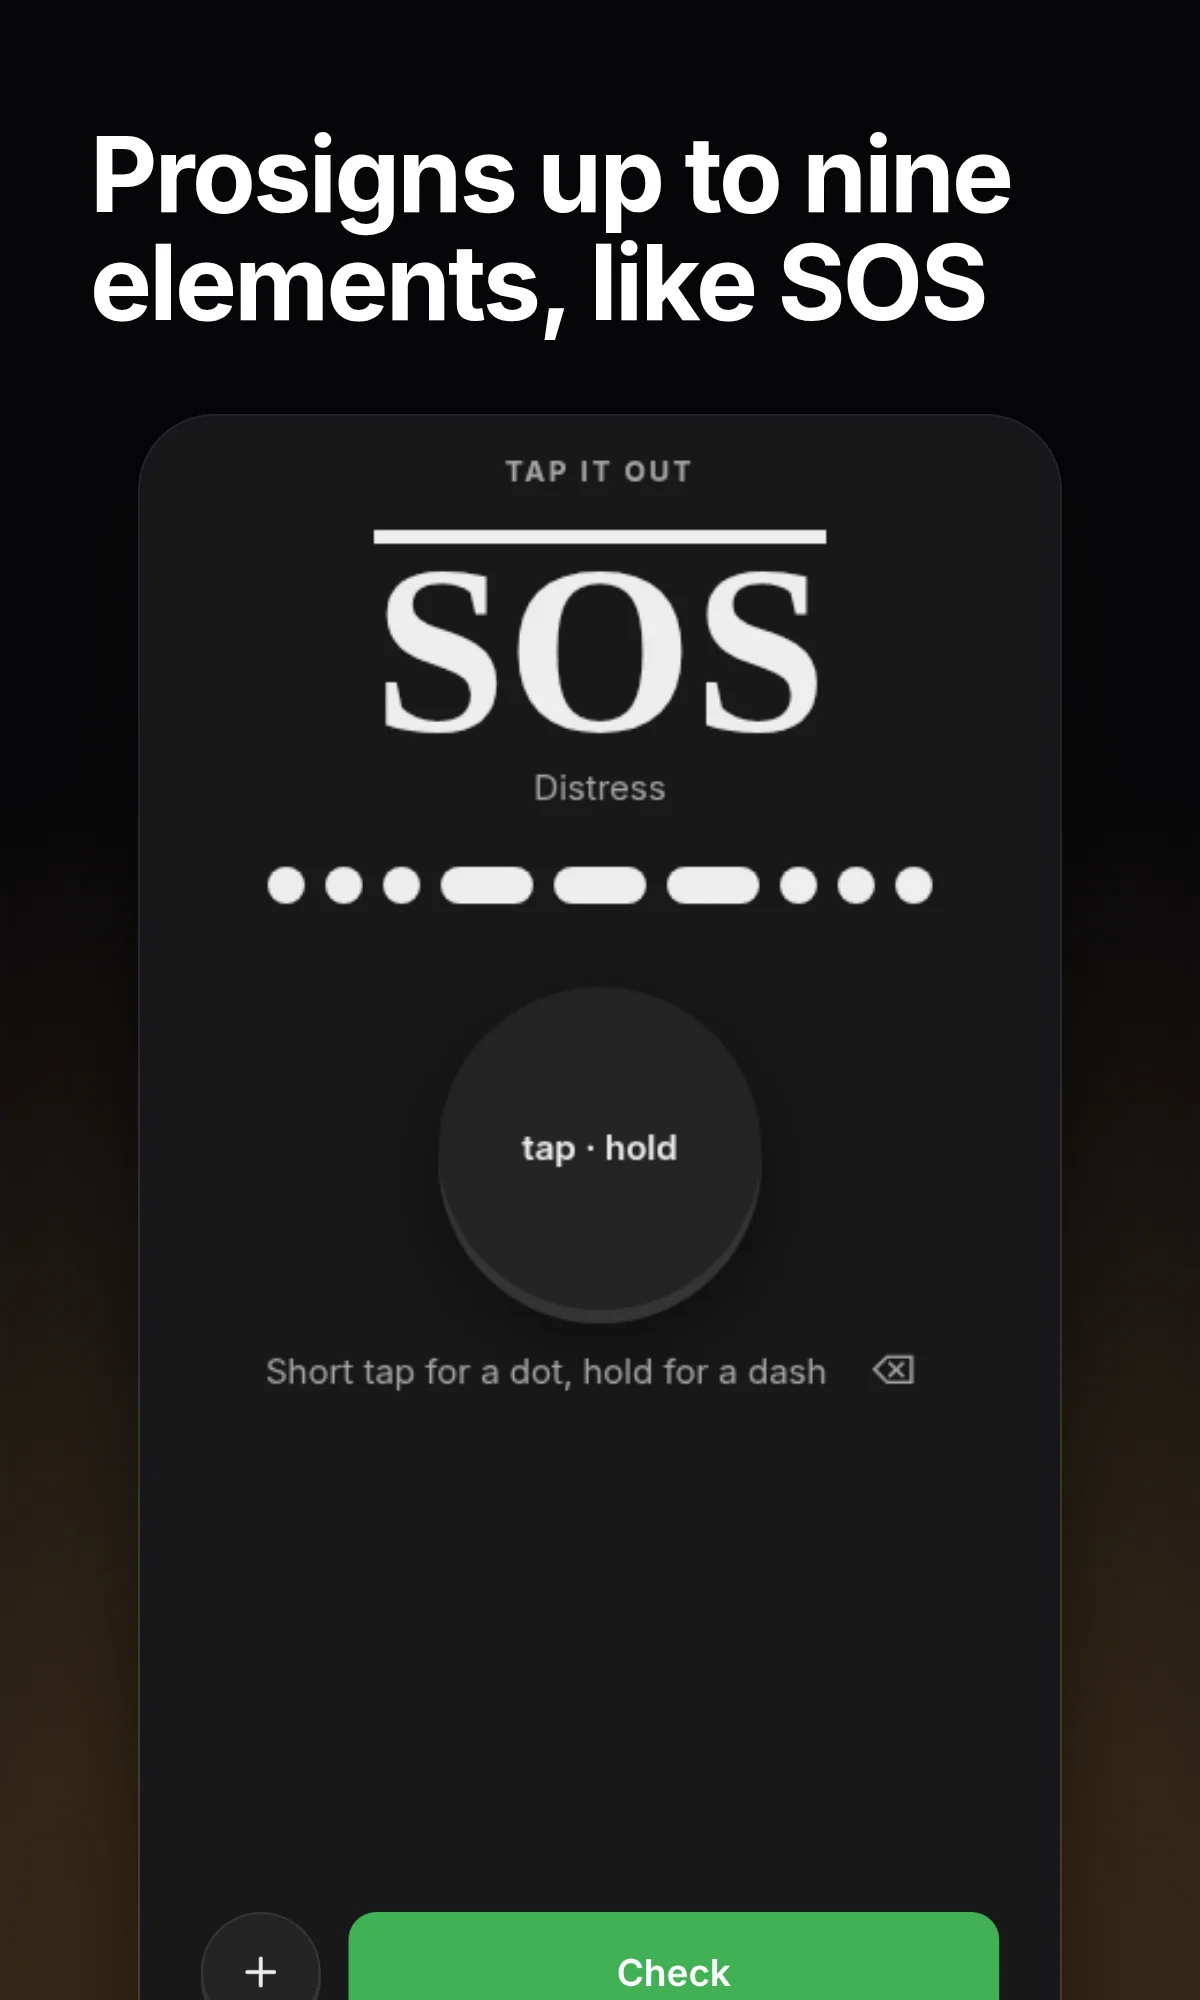 Prosigns up to nine
elements, like SOS
TAP IT OUT
SOS
Distress
tap · hold
Short tap for a dot, hold for a dash
Check